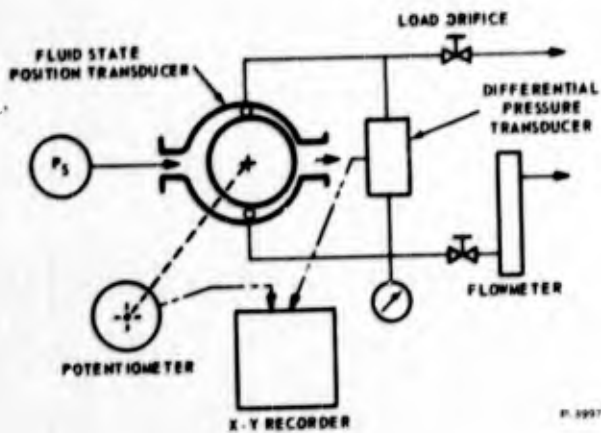 LOAD ORIFICE
FLUID STATE
POSITION TRANSDUCER
DIFFERENTIAL
PRESSURE
TRANSDUCER
PS
FLOWMETER
POTENTIOMETER
X-Y RECORDER